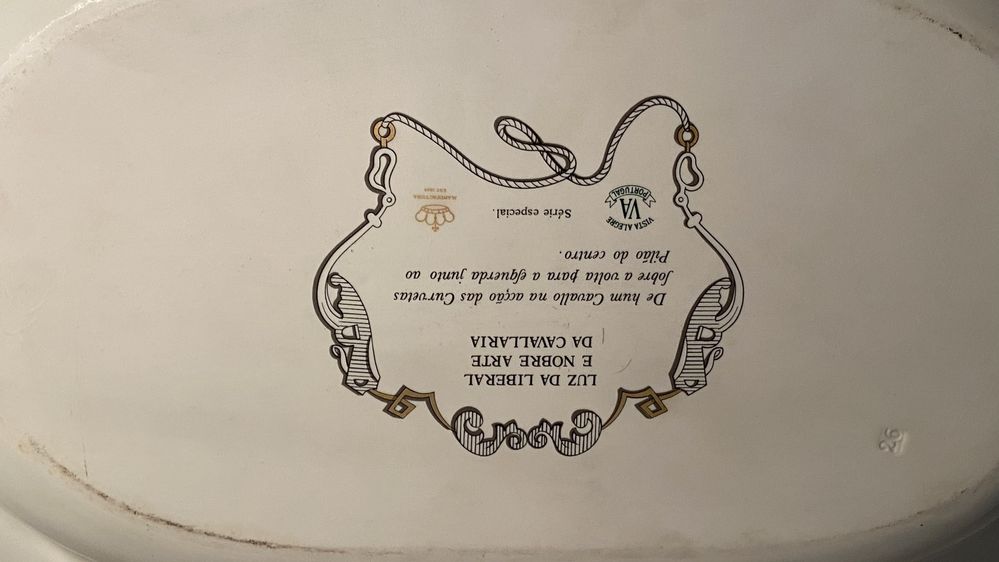 LUZ DA LIBERAL
E NOBRE ARTE
DA CAVALLARIA
De hum Cavallo na acção das Curvetas
ſobre a volta para a eſquerda junto ao
Pilão do centro.
VISTA ALEGRE
VA
PORTUGAL
Série especial.
MANUFACTURA
26